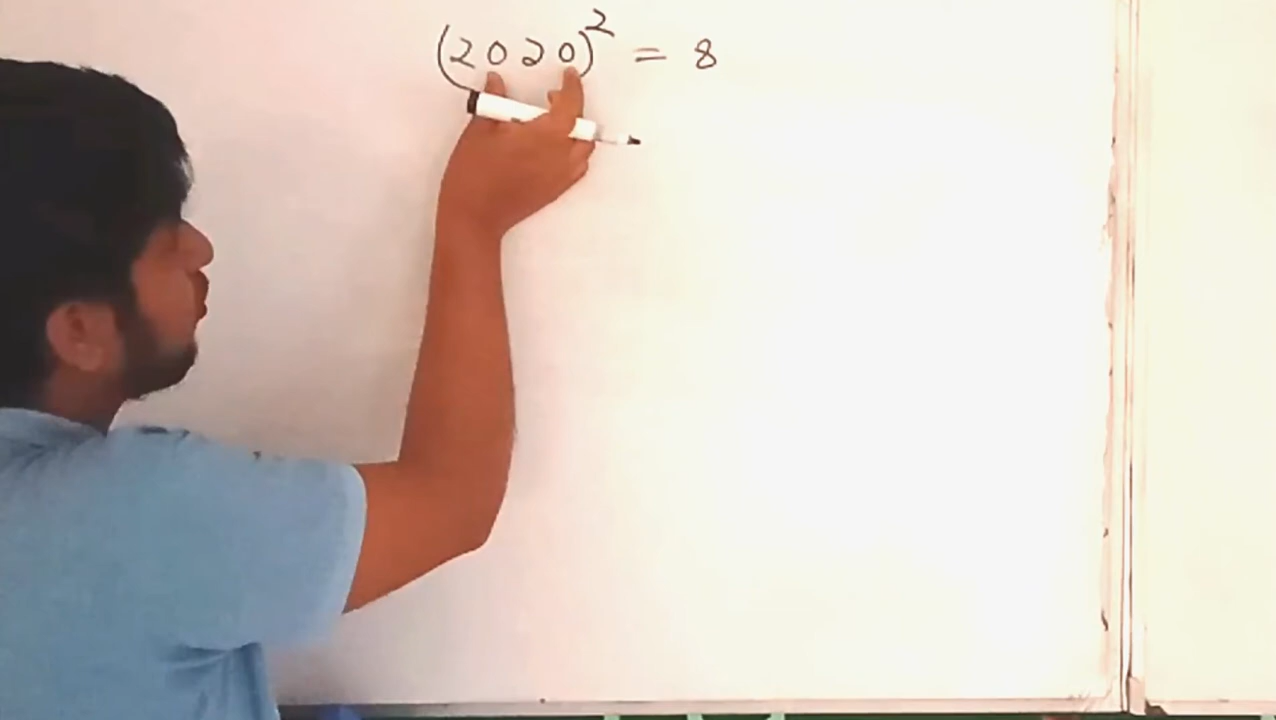 (2020)² = 8